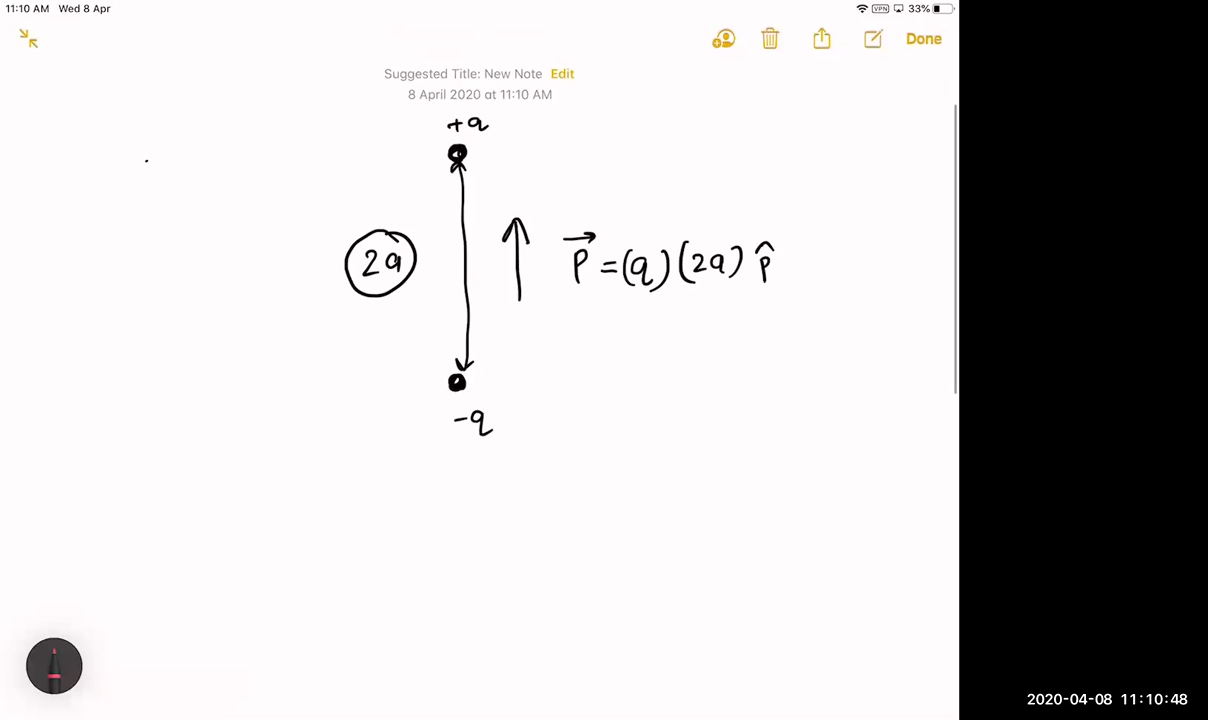 11:10 AM Wed 8 Apr VPN 33%
Done
Suggested Title: New Note Edit
8 April 2020 at 11:10 AM
+q
2a
P⃗ = (q) (2a) p̂
-q
2020-04-08 11:10:48